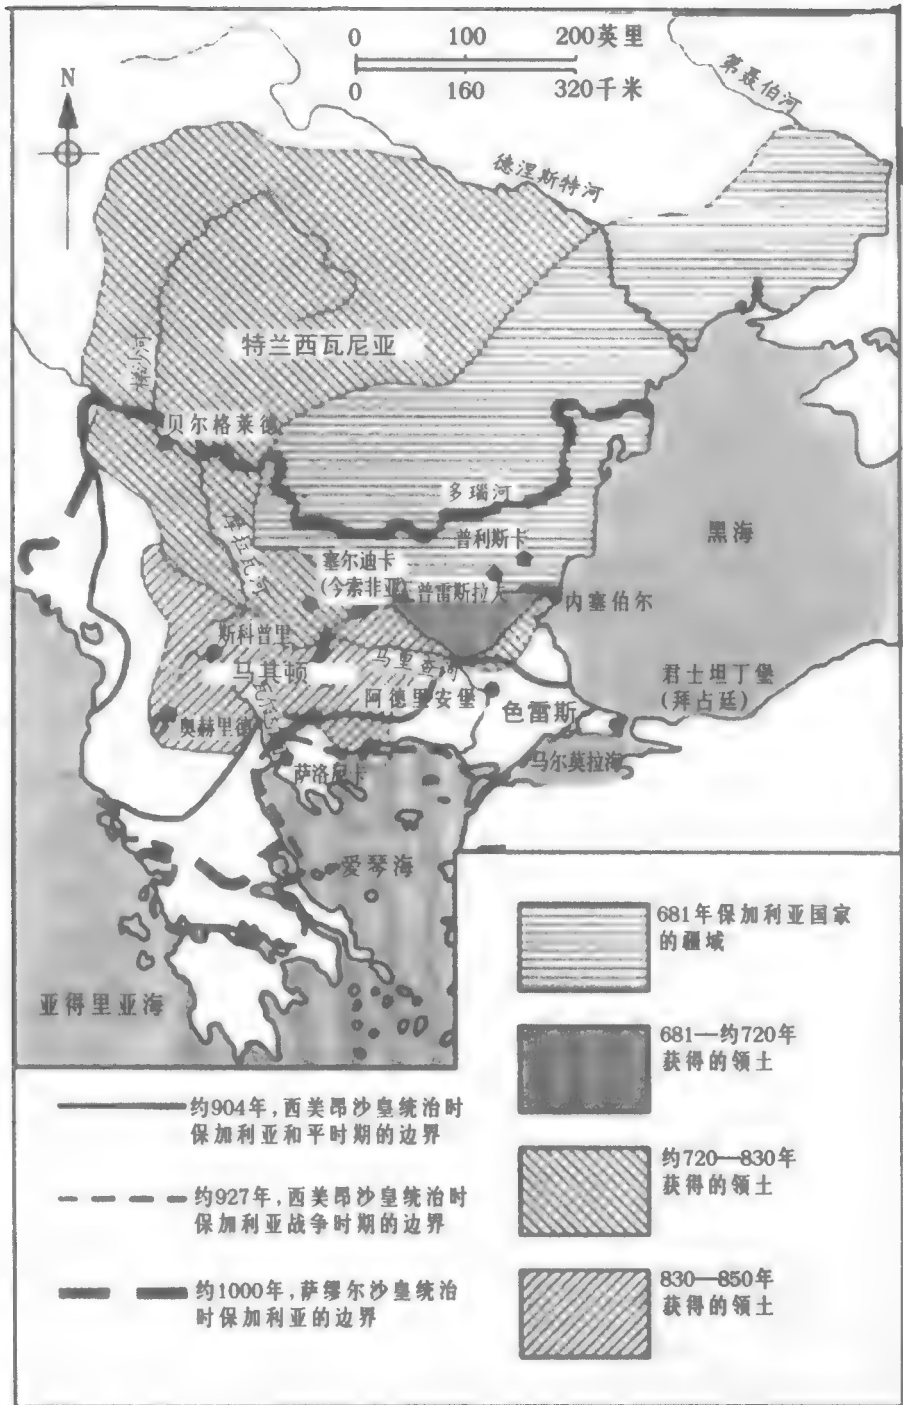 0 100 200英里
0 160 320千米
N
第聂伯河
德涅斯特河
特兰西瓦尼亚
贝尔格莱德
多瑙河
黑海
普利斯卡
塞尔迪卡
(今索非亚)
普雷斯拉夫
内塞伯尔
摩拉瓦河
斯科普里
马其顿
马里查河
君士坦丁堡
(拜占廷)
阿德里安堡
色雷斯
奥赫里德
萨洛尼卡
马尔莫拉海
爱琴海
亚得里亚海
681年保加利亚国家
的疆域
681—约720年
获得的领土
约720—830年
获得的领土
830—850年
获得的领土
约904年,西美昂沙皇统治时
保加利亚和平时期的边界
约927年,西美昂沙皇统治时
保加利亚战争时期的边界
约1000年,萨缪尔沙皇统治
时保加利亚的边界